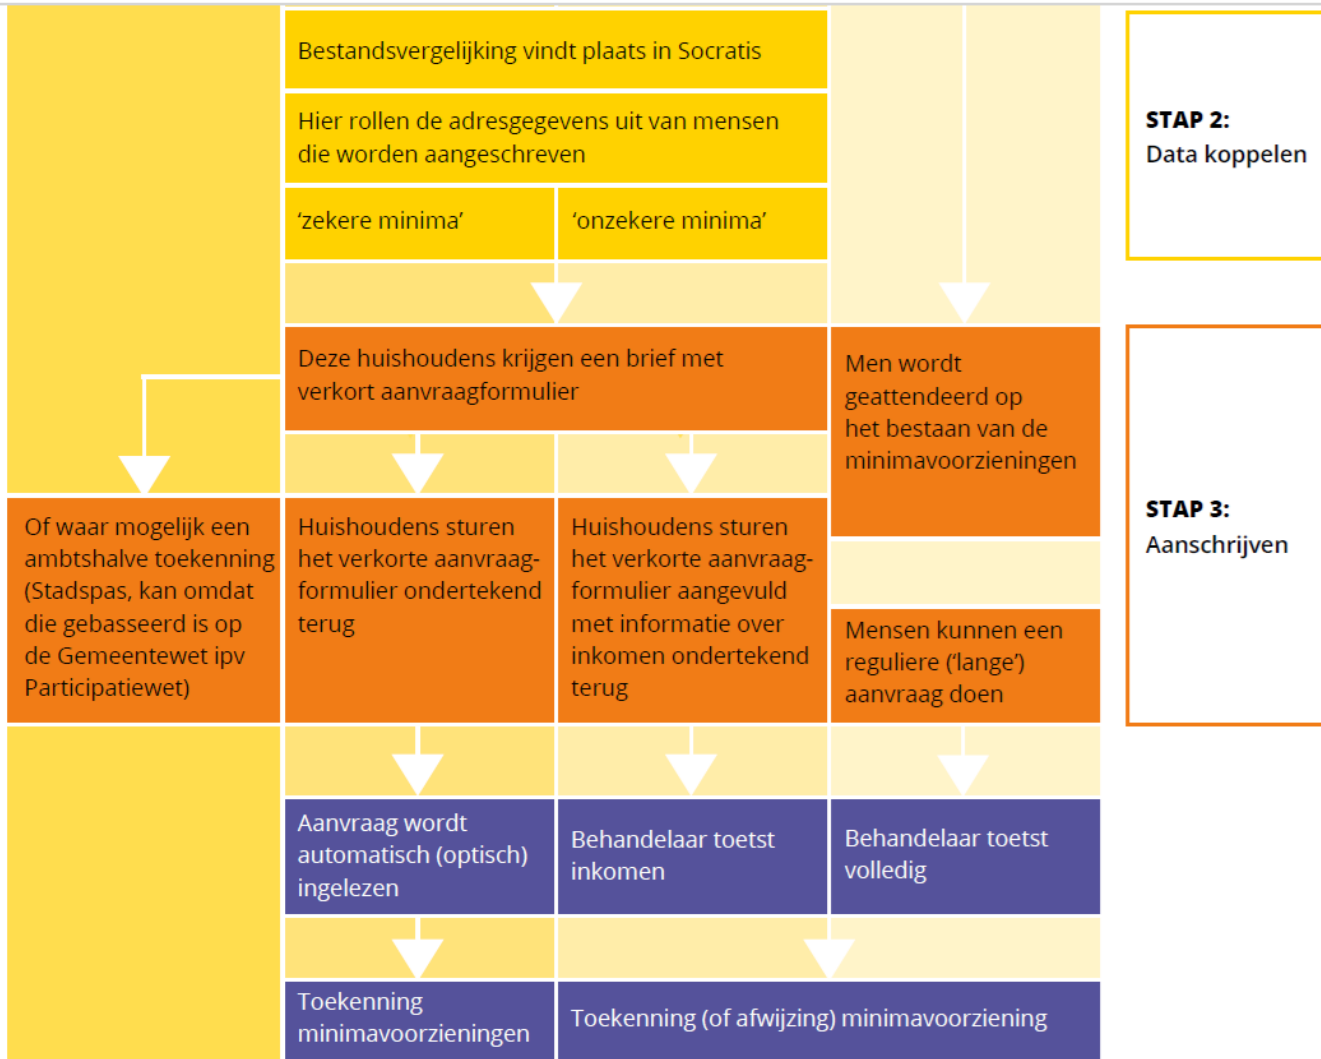 Bestandsvergelijking vindt plaats in Socratis
Hier rollen de adresgegevens uit van mensen
die worden aangeschreven
‘zekere minima’
‘onzekere minima’
STAP 2:
Data koppelen
Deze huishoudens krijgen een brief met
verkort aanvraagformulier
Men wordt
geattendeerd op
het bestaan van de
minimavoorzieningen
Of waar mogelijk een
ambtshalve toekenning
(Stadspas, kan omdat
die gebasseerd is op
de Gemeentewet ipv
Participatiewet)
Huishoudens sturen
het verkorte aanvraag-
formulier ondertekend
terug
Huishoudens sturen
het verkorte aanvraag-
formulier aangevuld
met informatie over
inkomen ondertekend
terug
Mensen kunnen een
reguliere (‘lange’)
aanvraag doen
STAP 3:
Aanschrijven
Aanvraag wordt
automatisch (optisch)
ingelezen
Behandelaar toetst
inkomen
Behandelaar toetst
volledig
Toekenning
minimavoorzieningen
Toekenning (of afwijzing) minimavoorziening